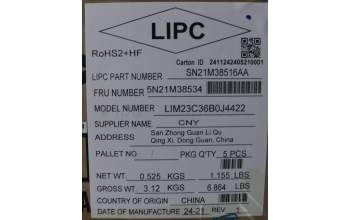 LIPC
RoHS2+HF
Carton ID 2411242405210001
LIPC PART NUMBER SN21M38516AA
FRU NUMBER 5N21M38534
MODEL NUMBER LIM23C36B0J4422
SUPPLIER NAME CNY
ADDRESS San Zhong Guan Li Qu
Qing Xi, Dong Guan, China
PALLET NO / PKG Q'TY 5 PCS
NET WT. 0.525 KGS 1.155 LBS
GROSS WT. 3.12 KGS 6.864 LBS
COUNTRY OF ORIGIN CHINA
DATE OF MANUFACTURE 24-21 REV 1